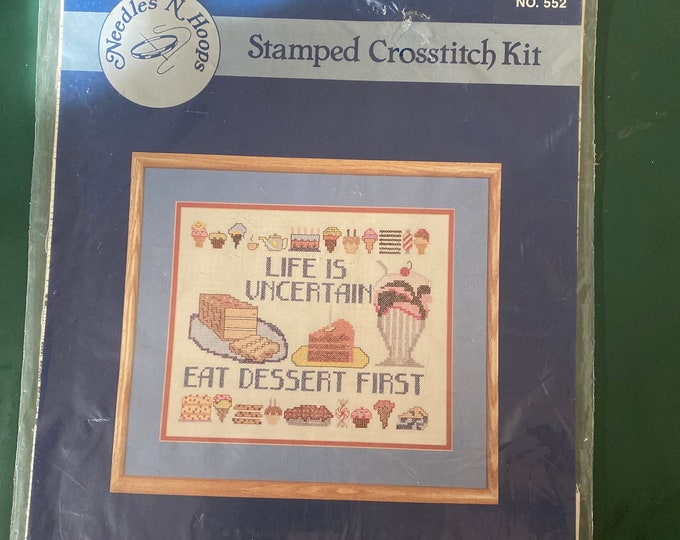 NO. 552
Needles N. Hoops
Stamped Crosstitch Kit
LIFE IS
UNCERTAIN
EAT DESSERT FIRST